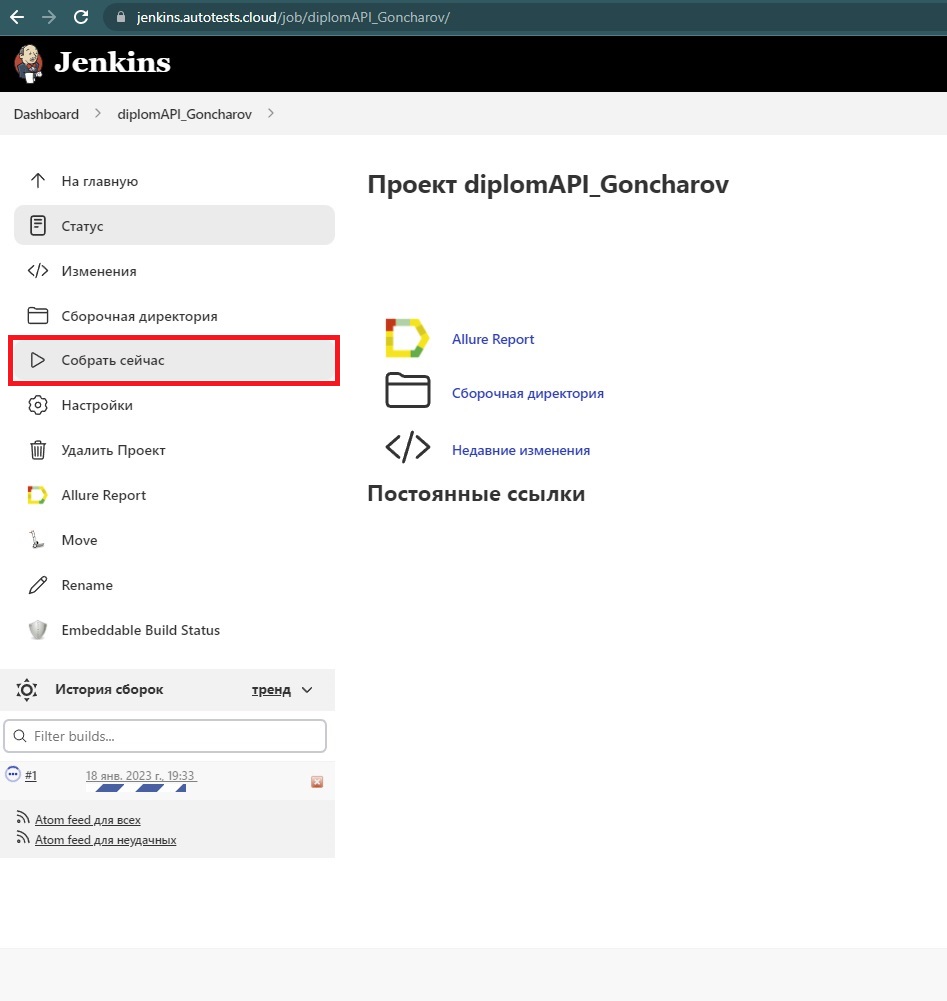 jenkins.autotests.cloud/job/diplomAPI_Goncharov/
Jenkins
Dashboard > diplomAPI_Goncharov >
На главную
Статус
Изменения
Сборочная директория
Собрать сейчас
Настройки
Удалить Проект
Allure Report
Move
Rename
Embeddable Build Status
История сборок тренд
Filter builds...
#1 18 янв. 2023 г., 19:33
Atom feed для всех
Atom feed для неудачных
Проект diplomAPI_Goncharov
Allure Report
Сборочная директория
Недавние изменения
Постоянные ссылки